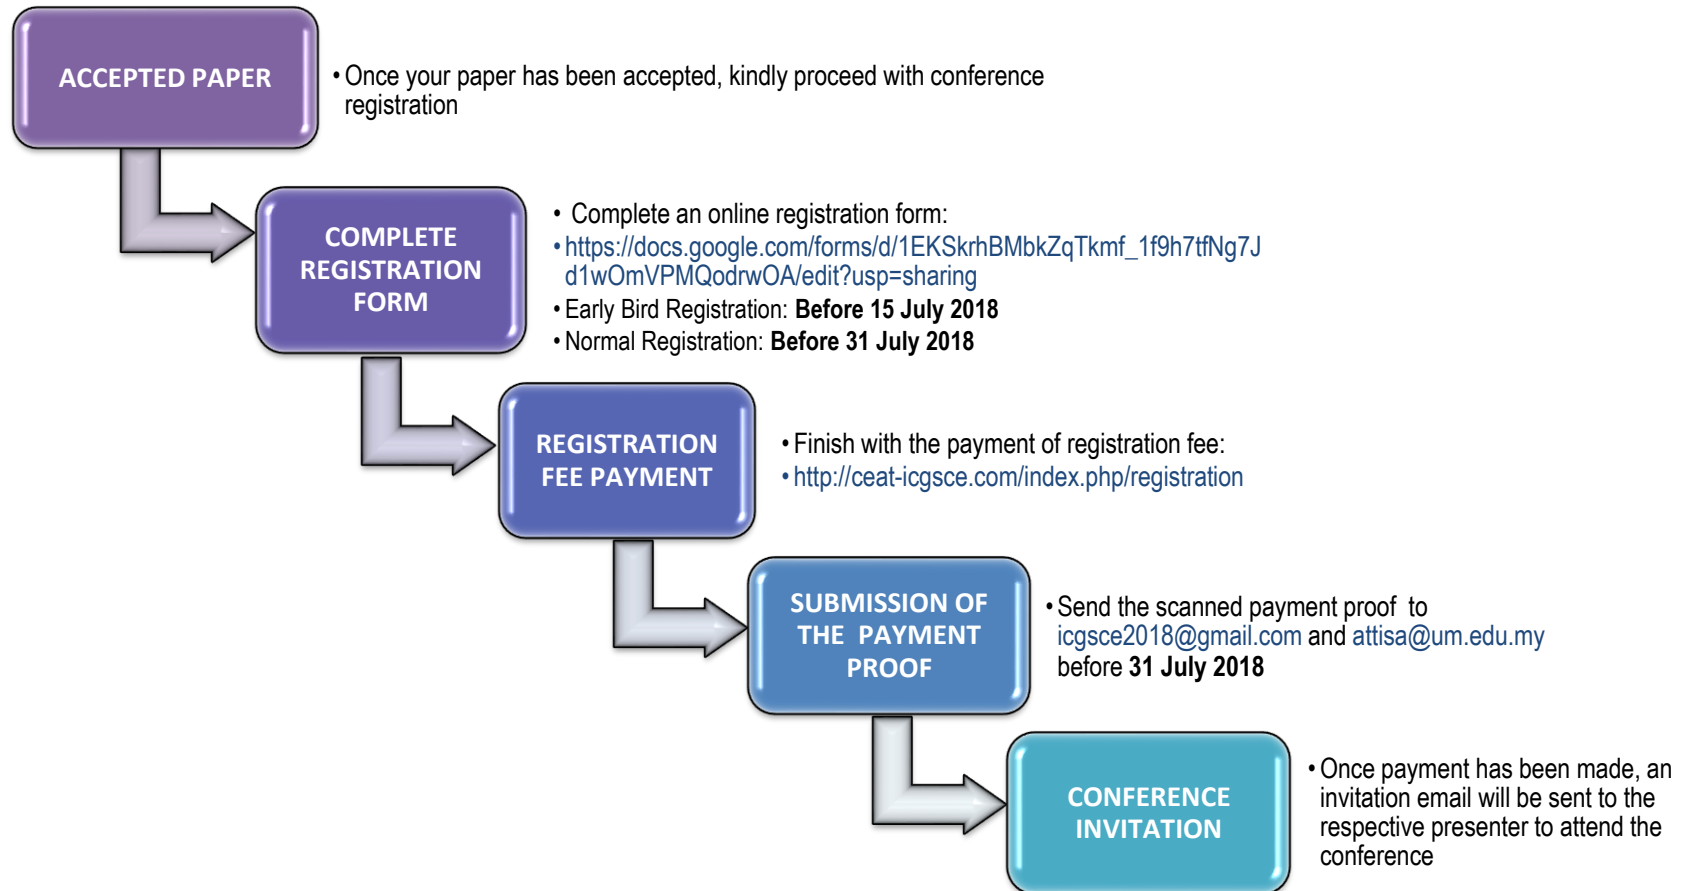 ACCEPTED PAPER
• Once your paper has been accepted, kindly proceed with conference
registration
COMPLETE
REGISTRATION
FORM
• Complete an online registration form:
• https://docs.google.com/forms/d/1EKSkrhBMbkZqTkmf_1f9h7tfNg7J
d1wOmVPMQodrwOA/edit?usp=sharing
• Early Bird Registration: Before 15 July 2018
• Normal Registration: Before 31 July 2018
REGISTRATION
FEE PAYMENT
• Finish with the payment of registration fee:
• http://ceat-icgsce.com/index.php/registration
SUBMISSION OF
THE PAYMENT
PROOF
• Send the scanned payment proof to
icgsce2018@gmail.com and attisa@um.edu.my
before 31 July 2018
CONFERENCE
INVITATION
• Once payment has been made, an
invitation email will be sent to the
respective presenter to attend the
conference